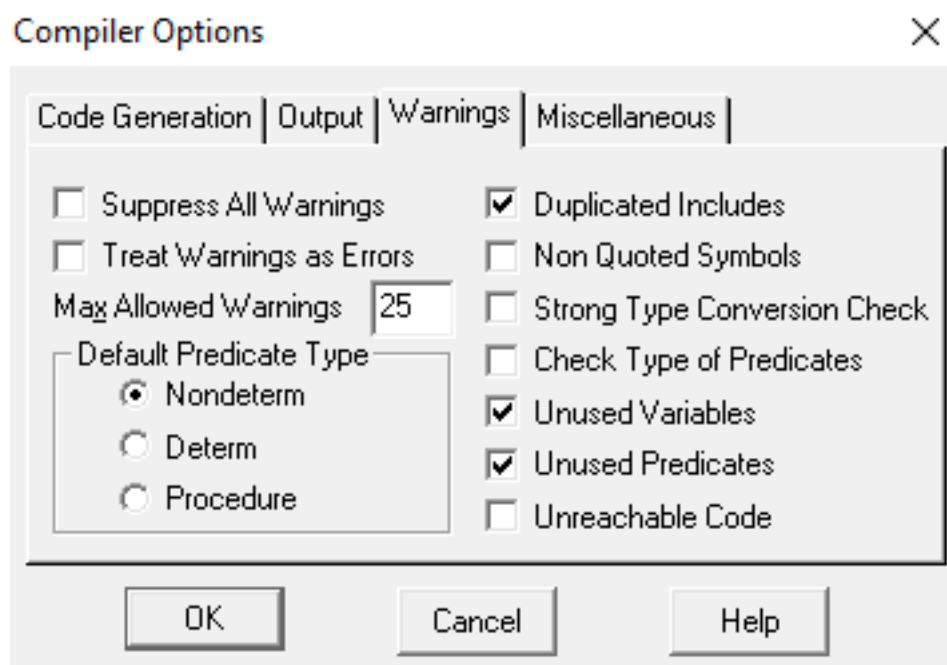 Compiler Options
Code Generation Output Warnings Miscellaneous
Suppress All Warnings
Treat Warnings as Errors
Max Allowed Warnings 25
Default Predicate Type
Nondeterm
Determ
Procedure
Duplicated Includes
Non Quoted Symbols
Strong Type Conversion Check
Check Type of Predicates
Unused Variables
Unused Predicates
Unreachable Code
OK Cancel Help